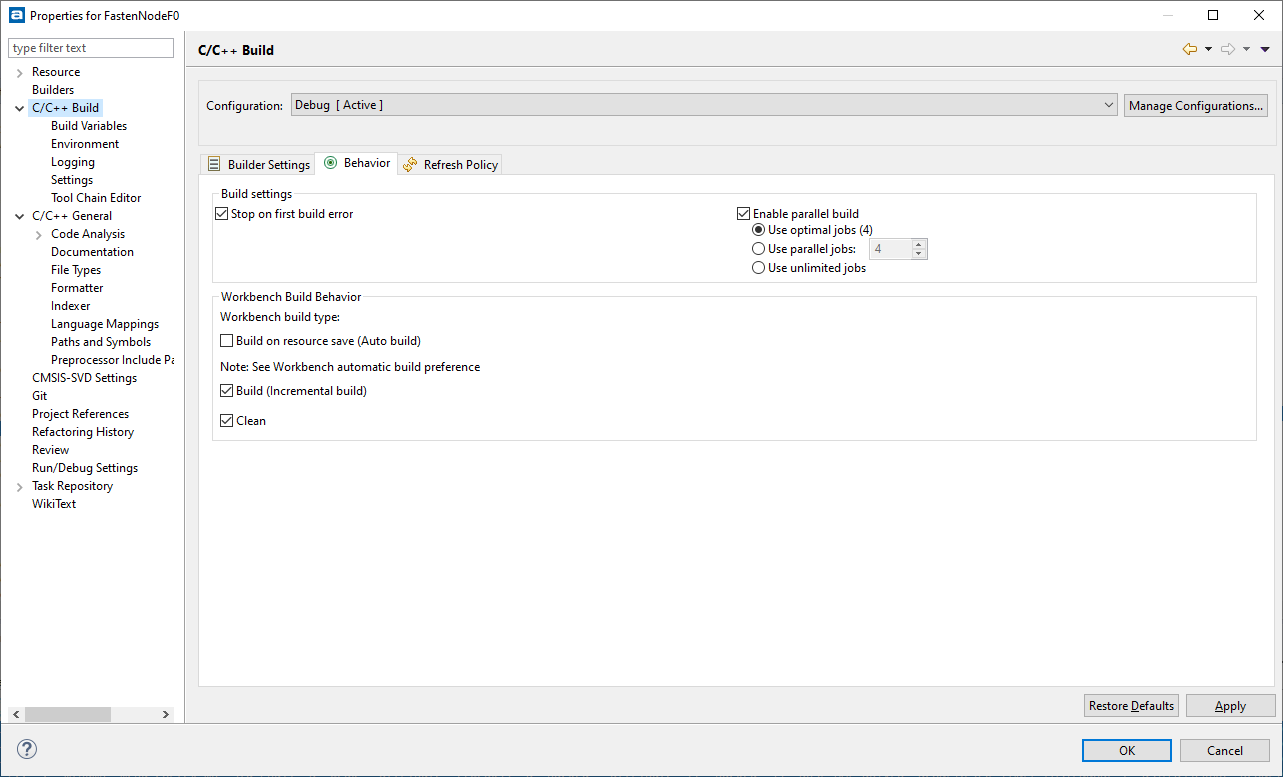 Properties for FastenNodeF0
type filter text
Resource
Builders
C/C++ Build
Build Variables
Environment
Logging
Settings
Tool Chain Editor
C/C++ General
Code Analysis
Documentation
File Types
Formatter
Indexer
Language Mappings
Paths and Symbols
Preprocessor Include Pa
CMSIS-SVD Settings
Git
Project References
Refactoring History
Review
Run/Debug Settings
Task Repository
WikiText
C/C++ Build
Configuration: Debug [ Active ] Manage Configurations...
Builder Settings Behavior Refresh Policy
Build settings
Stop on first build error
Enable parallel build
Use optimal jobs (4)
Use parallel jobs: 4
Use unlimited jobs
Workbench Build Behavior
Workbench build type:
Build on resource save (Auto build)
Note: See Workbench automatic build preference
Build (Incremental build)
Clean
Restore Defaults Apply
? OK Cancel